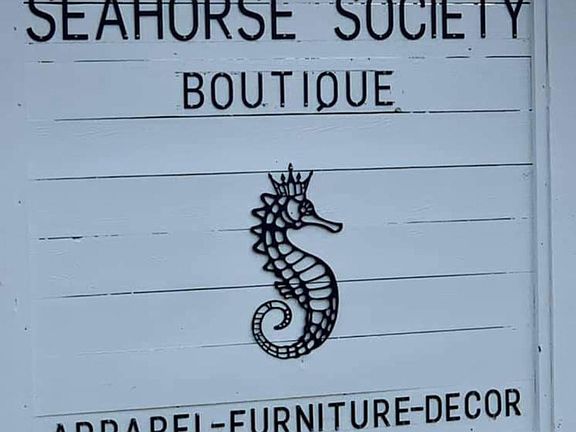 SEAHORSE SOCIETY
BOUTIQUE
APPAREL-FURNITURE-DECOR